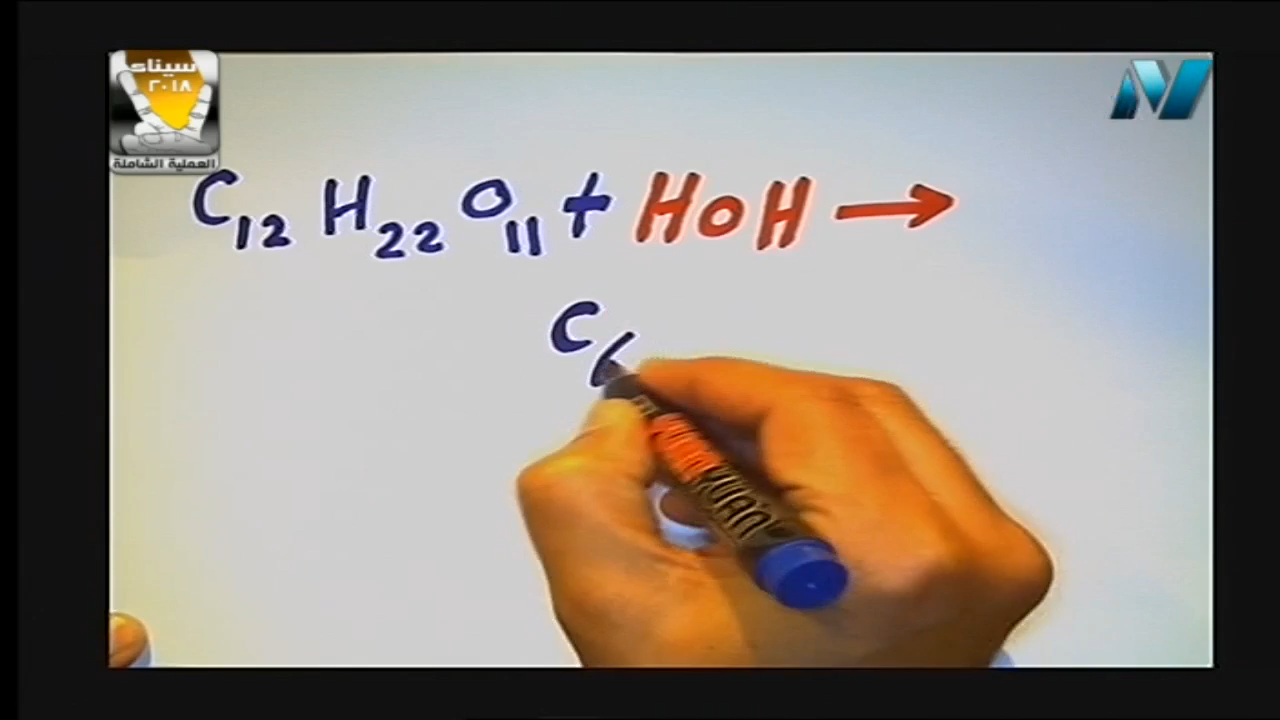 سيناء
٢٠١٨
العملية الشاملة
C₁₂ H₂₂ O₁₁ + HOH →
C₆